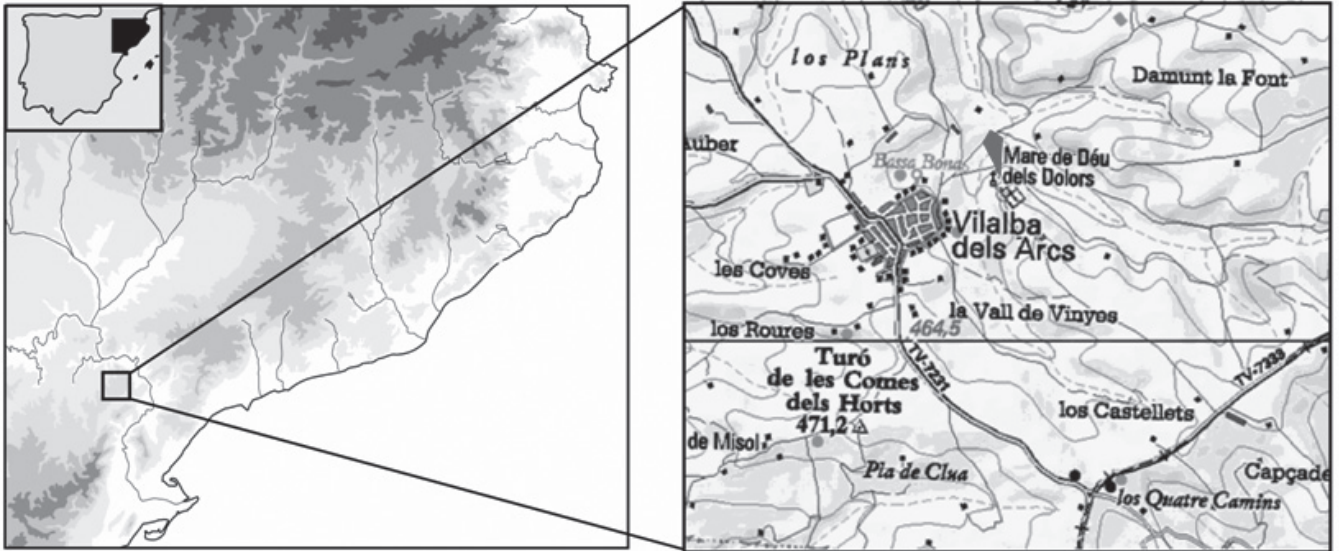 los Plans
Damunt la Font
Auber
Bassa Bona
Mare de Déu
dels Dolors
Vilalba
dels Arcs
les Coves
la Vall de Vinyes
los Roures
464,5
Turó
de les Comes
dels Horts
471,2
TV-7231
TV-7333
los Castellets
de Misol
Pla de Clua
Capçade
los Quatre Camins